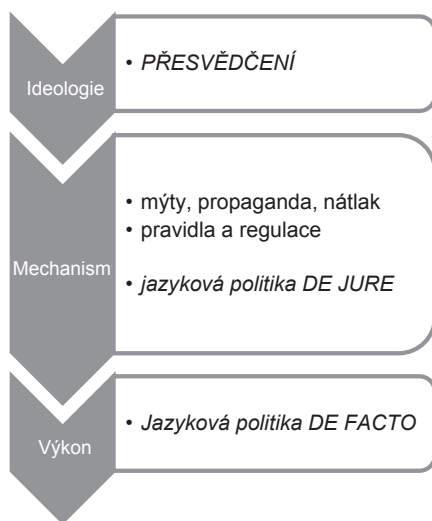 Ideologie
• PŘESVĚDČENÍ
Mechanism
• mýty, propaganda, nátlak
• pravidla a regulace
• jazyková politika DE JURE
Výkon
• Jazyková politika DE FACTO